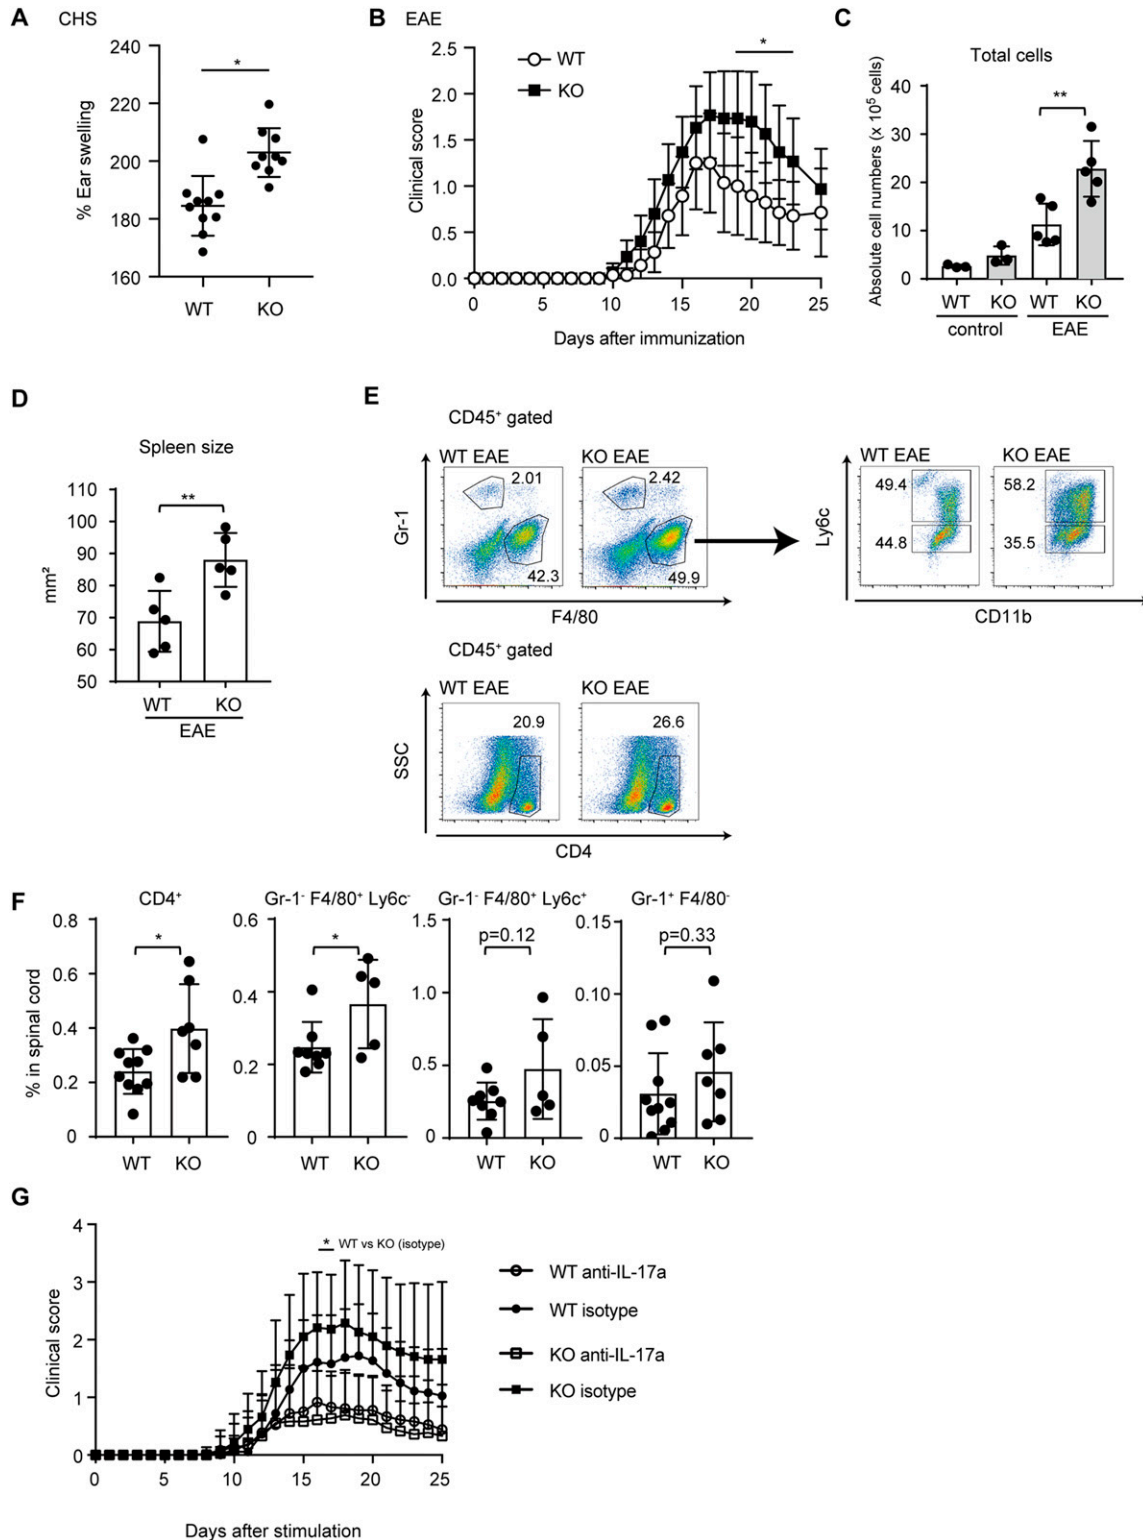 A CHS
% Ear swelling
240
220
200
180
160
*
WT KO
B EAE
Clinical score
2.5
2.0
1.5
1.0
0.5
0.0
WT
KO
*
0 5 10 15 20 25
Days after immunization
C
Total cells
Absolute cell numbers (x 10⁵ cells)
40
30
20
10
0
**
WT KO WT KO
control EAE
D
Spleen size
mm²
110
100
90
80
70
60
50
**
WT KO
EAE
E
CD45⁺ gated
WT EAE KO EAE
Gr-1
2.01 2.42
42.3 49.9
F4/80
WT EAE KO EAE
Ly6c
49.4 58.2
44.8 35.5
CD11b
CD45⁺ gated
WT EAE KO EAE
SSC
20.9 26.6
CD4
F
% in spinal cord
CD4⁺
0.8
0.6
0.4
0.2
0
*
WT KO
Gr-1⁻ F4/80⁺ Ly6c⁻
0.6
0.4
0.2
0
*
WT KO
Gr-1⁻ F4/80⁺ Ly6c⁺
1.5
1.0
0.5
0
p=0.12
WT KO
Gr-1⁺ F4/80⁻
0.15
0.10
0.05
0
p=0.33
WT KO
G
Clinical score
4
3
2
1
0
* WT vs KO (isotype)
WT anti-IL-17a
WT isotype
KO anti-IL-17a
KO isotype
0 5 10 15 20 25
Days after stimulation